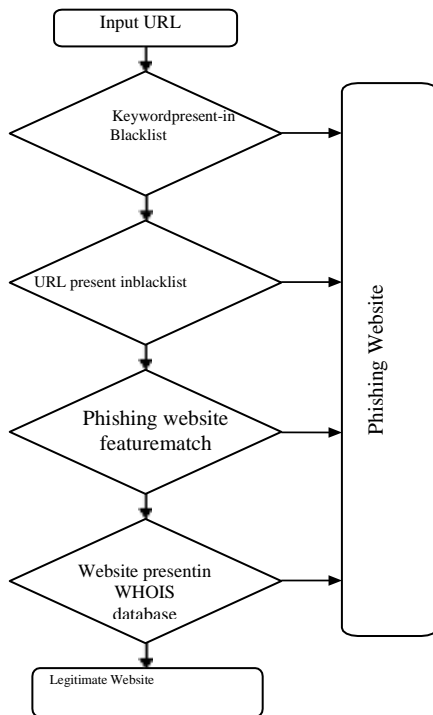 Input URL
Keywordpresent-in
Blacklist
URL present inblacklist
Phishing website
featurematch
Website presentin
WHOIS
database
Legitimate Website
Phishing Website